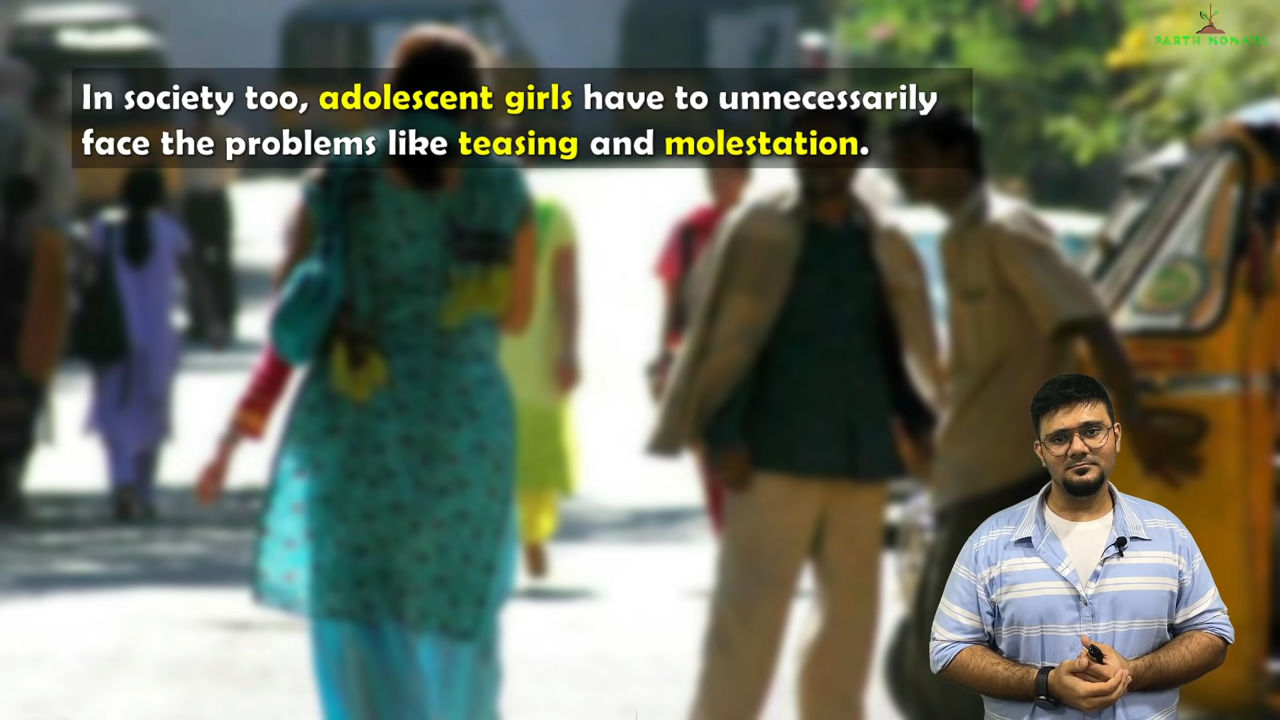 PARTH MOMAYA
In society too, adolescent girls have to unnecessarily
face the problems like teasing and molestation.